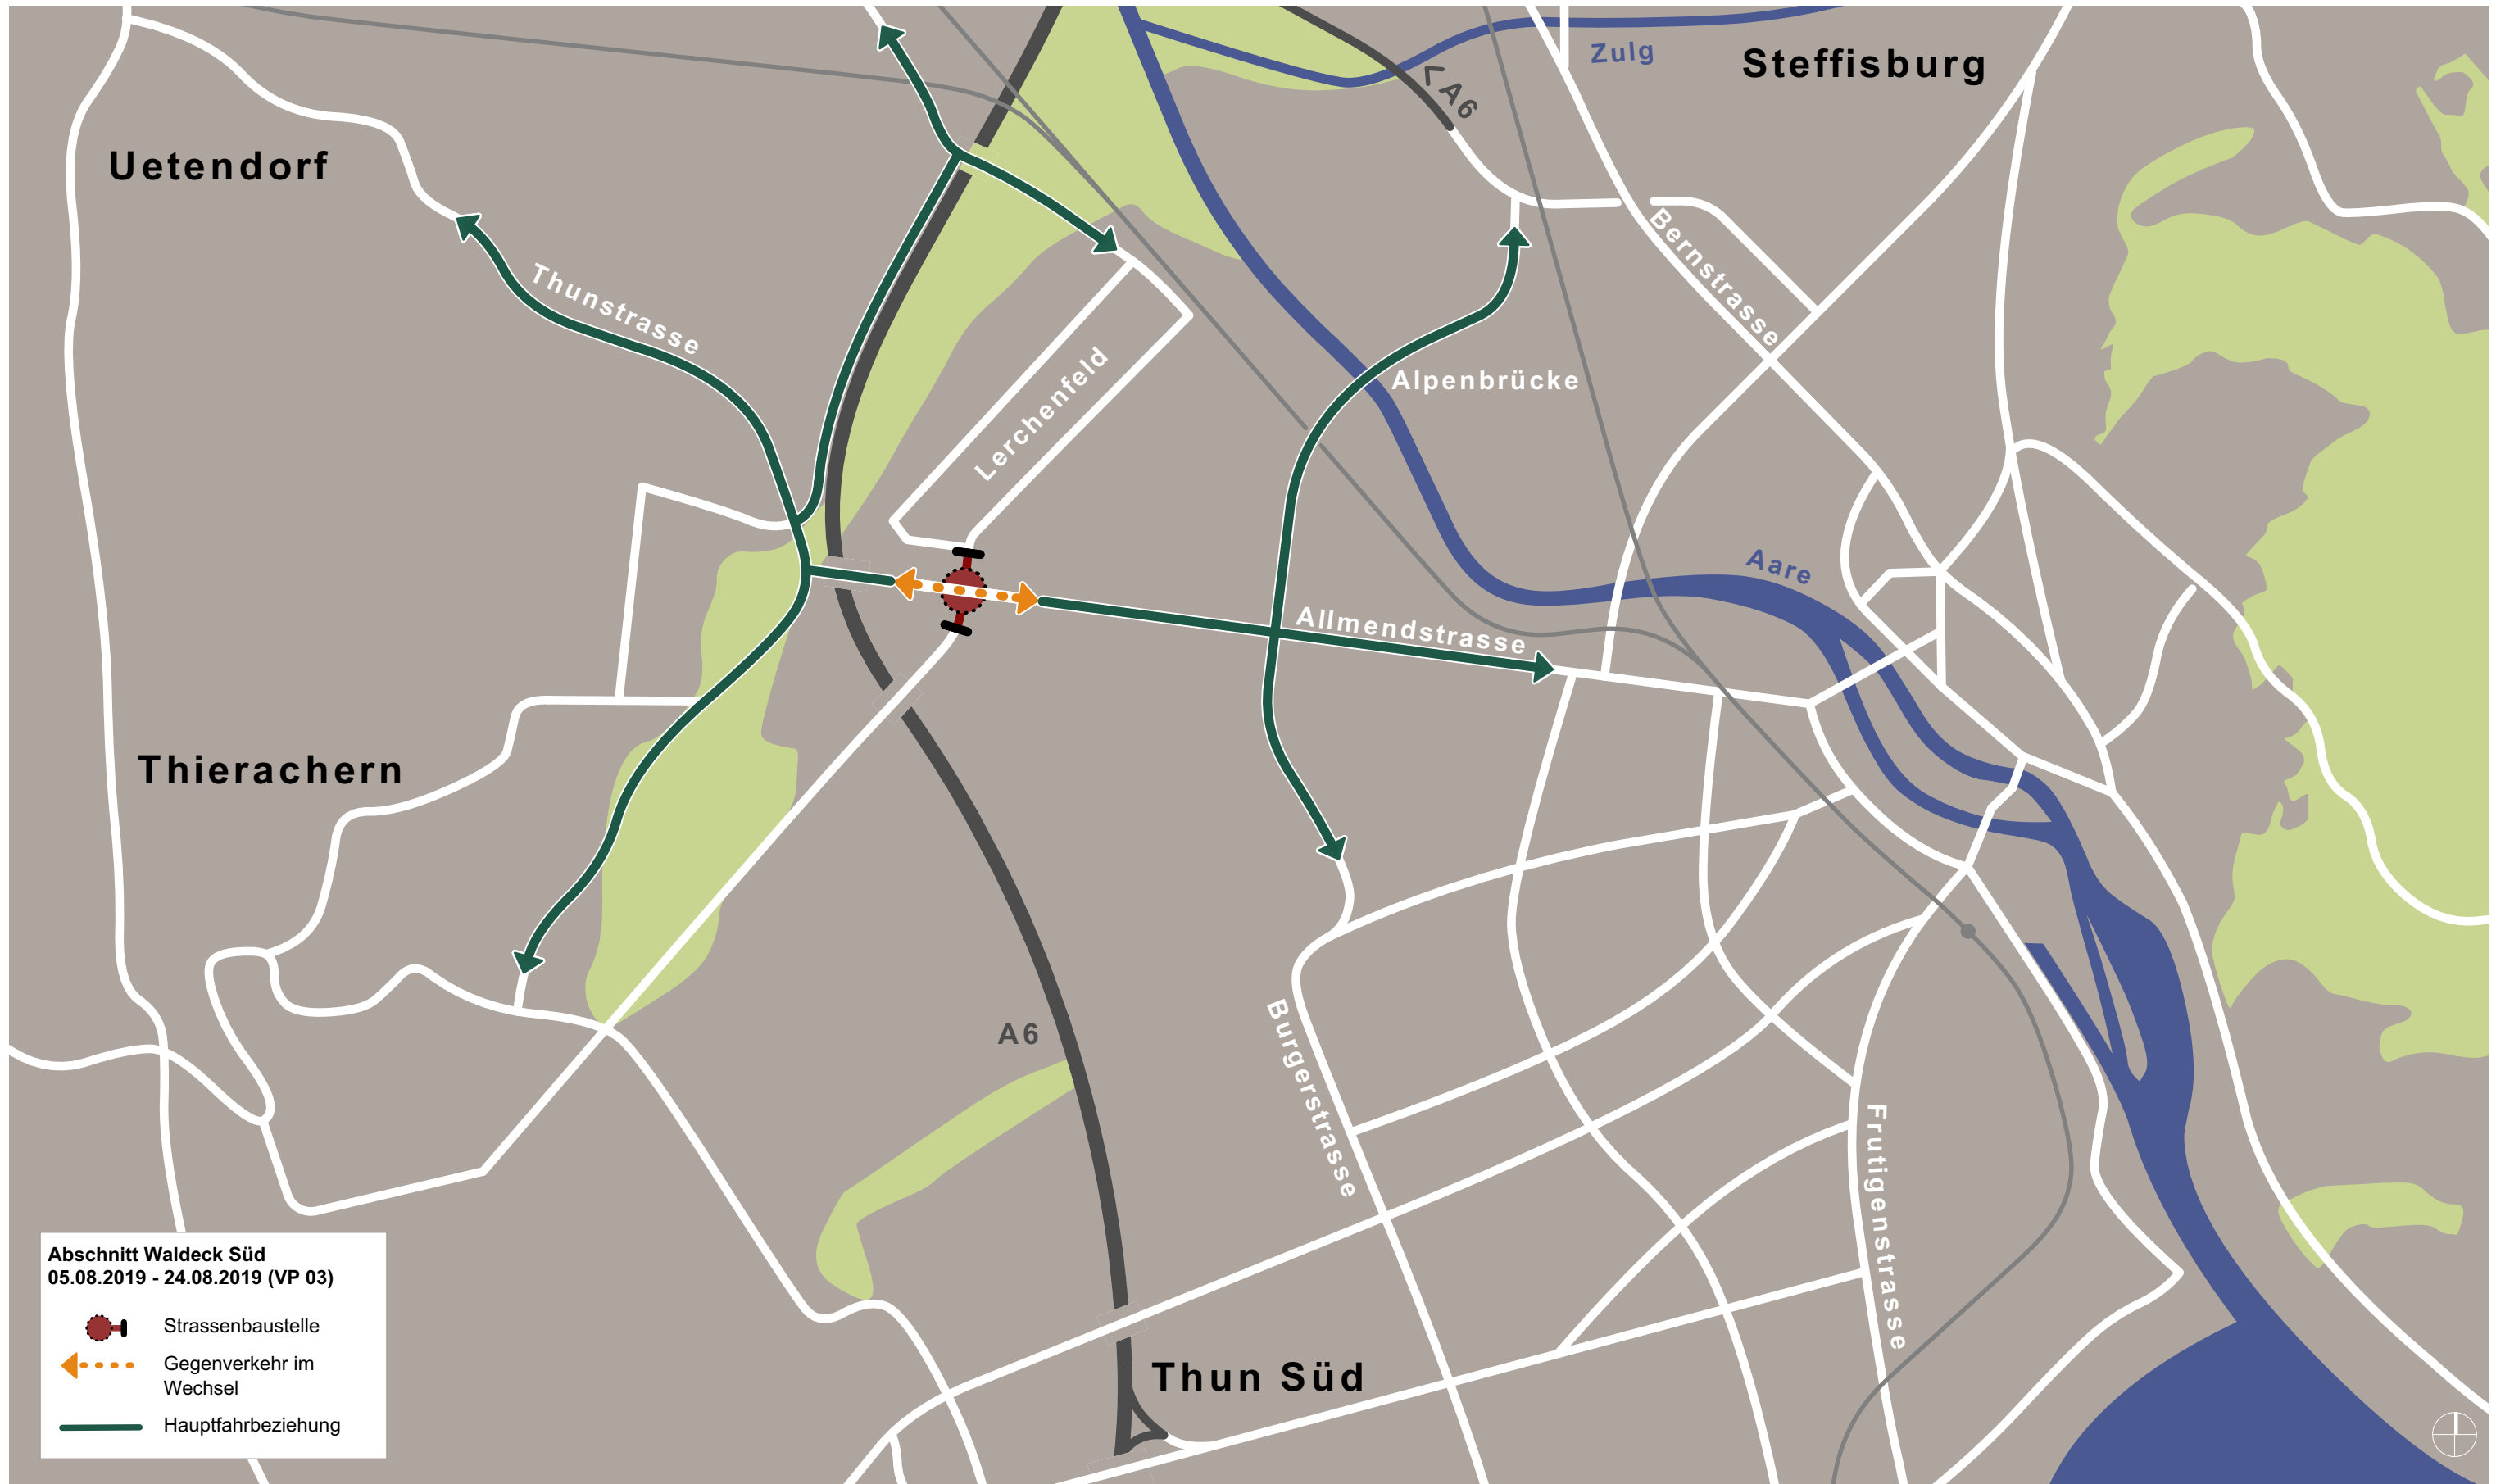 Zulg
Steffisburg
< A6
Uetendorf
Bernstrasse
Thunstrasse
Lerchenfeld
Alpenbrücke
Aare
Allmendstrasse
Thierachern
A6
Burgerstrasse
Frutigenstrasse
Thun Süd
Abschnitt Waldeck Süd
05.08.2019 - 24.08.2019 (VP 03)
Strassenbaustelle
Gegenverkehr im
Wechsel
Hauptfahrbeziehung